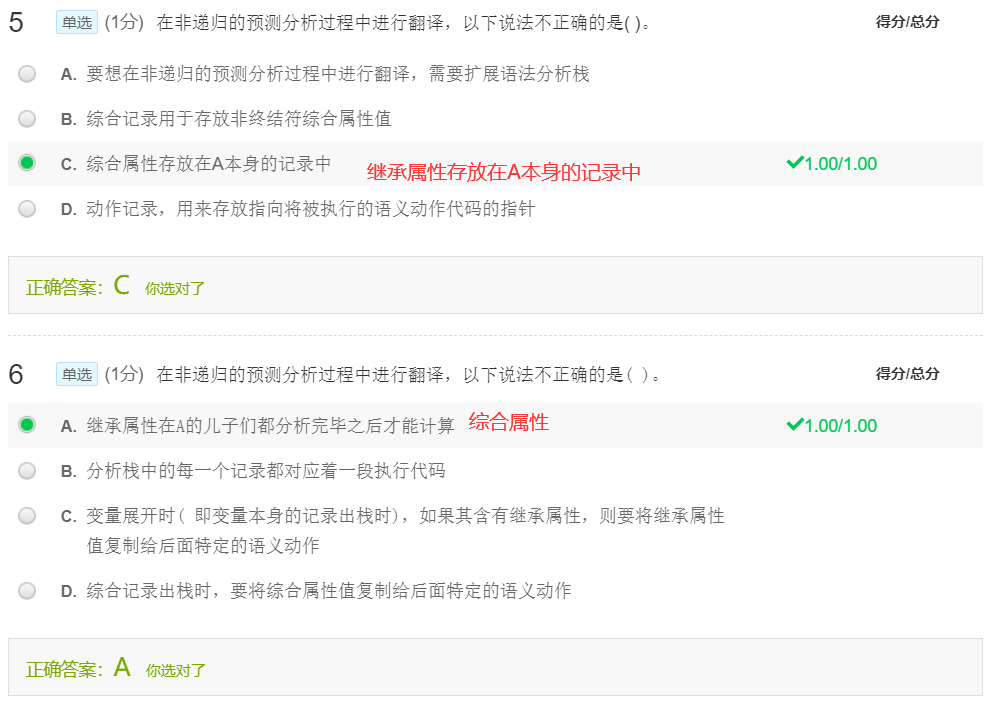 5 单选 (1分) 在非递归的预测分析过程中进行翻译，以下说法不正确的是( )。 得分/总分
A. 要想在非递归的预测分析过程中进行翻译，需要扩展语法分析栈
B. 综合记录用于存放非终结符综合属性值
C. 综合属性存放在A本身的记录中 继承属性存放在A本身的记录中 1.00/1.00
D. 动作记录，用来存放指向将被执行的语义动作代码的指针
正确答案：C 你选对了
6 单选 (1分) 在非递归的预测分析过程中进行翻译，以下说法不正确的是( )。 得分/总分
A. 继承属性在A的儿子们都分析完毕之后才能计算 综合属性 1.00/1.00
B. 分析栈中的每一个记录都对应着一段执行代码
C. 变量展开时( 即变量本身的记录出栈时)，如果其含有继承属性，则要将继承属性
值复制给后面特定的语义动作
D. 综合记录出栈时，要将综合属性值复制给后面特定的语义动作
正确答案：A 你选对了